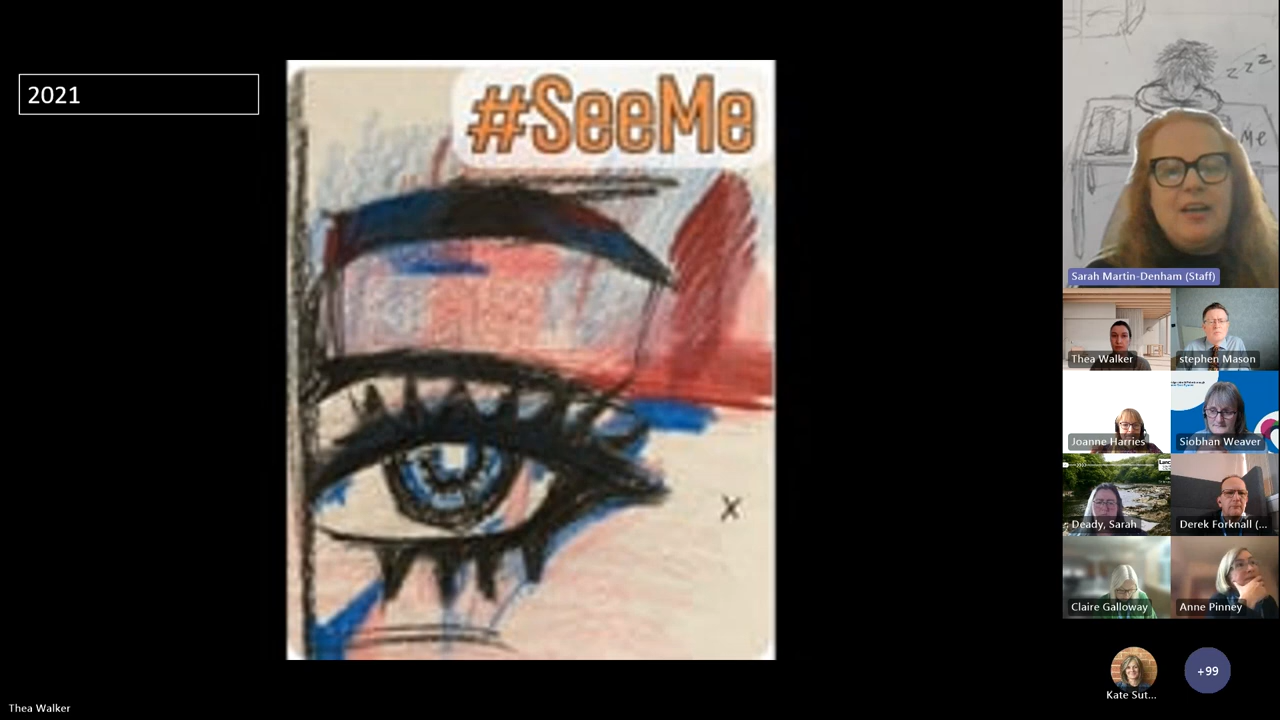 2021
#SeeMe
x
z z z
Me
Sarah Martin-Denham (Staff)
Thea Walker
stephen Mason
Joanne Harries
Siobhan Weaver
Deady, Sarah
Derek Forknall (...
Claire Galloway
Anne Pinney
Kate Sut...
+99
Thea Walker